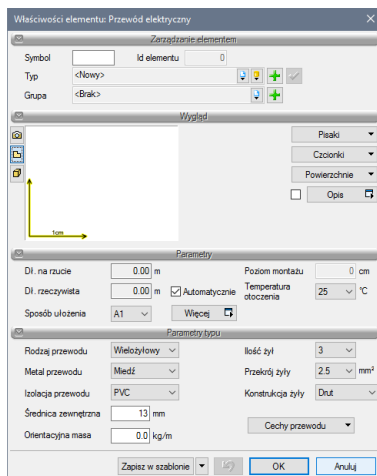 Właściwości elementu: Przewód elektryczny
Zarządzanie elementem
Symbol Id elementu 0
Typ <Nowy>
Grupa <Brak>
Wygląd
Pisaki
Czcionki
Powierzchnie
Opis
1cm
Parametry
Dł. na rzucie 0.00 m Poziom montażu 0 cm
Dł. rzeczywista 0.00 m Automatycznie Temperatura otoczenia 25 °C
Sposób ułożenia A1 Więcej
Parametry typu
Rodzaj przewodu Wielożyłowy Ilość żył 3
Metal przewodu Miedź Przekrój żyły 2.5 mm²
Izolacja przewodu PVC Konstrukcja żyły Drut
Średnica zewnętrzna 13 mm
Cechy przewodu
Orientacyjna masa 0.0 kg/m
Zapisz w szablonie OK Anuluj